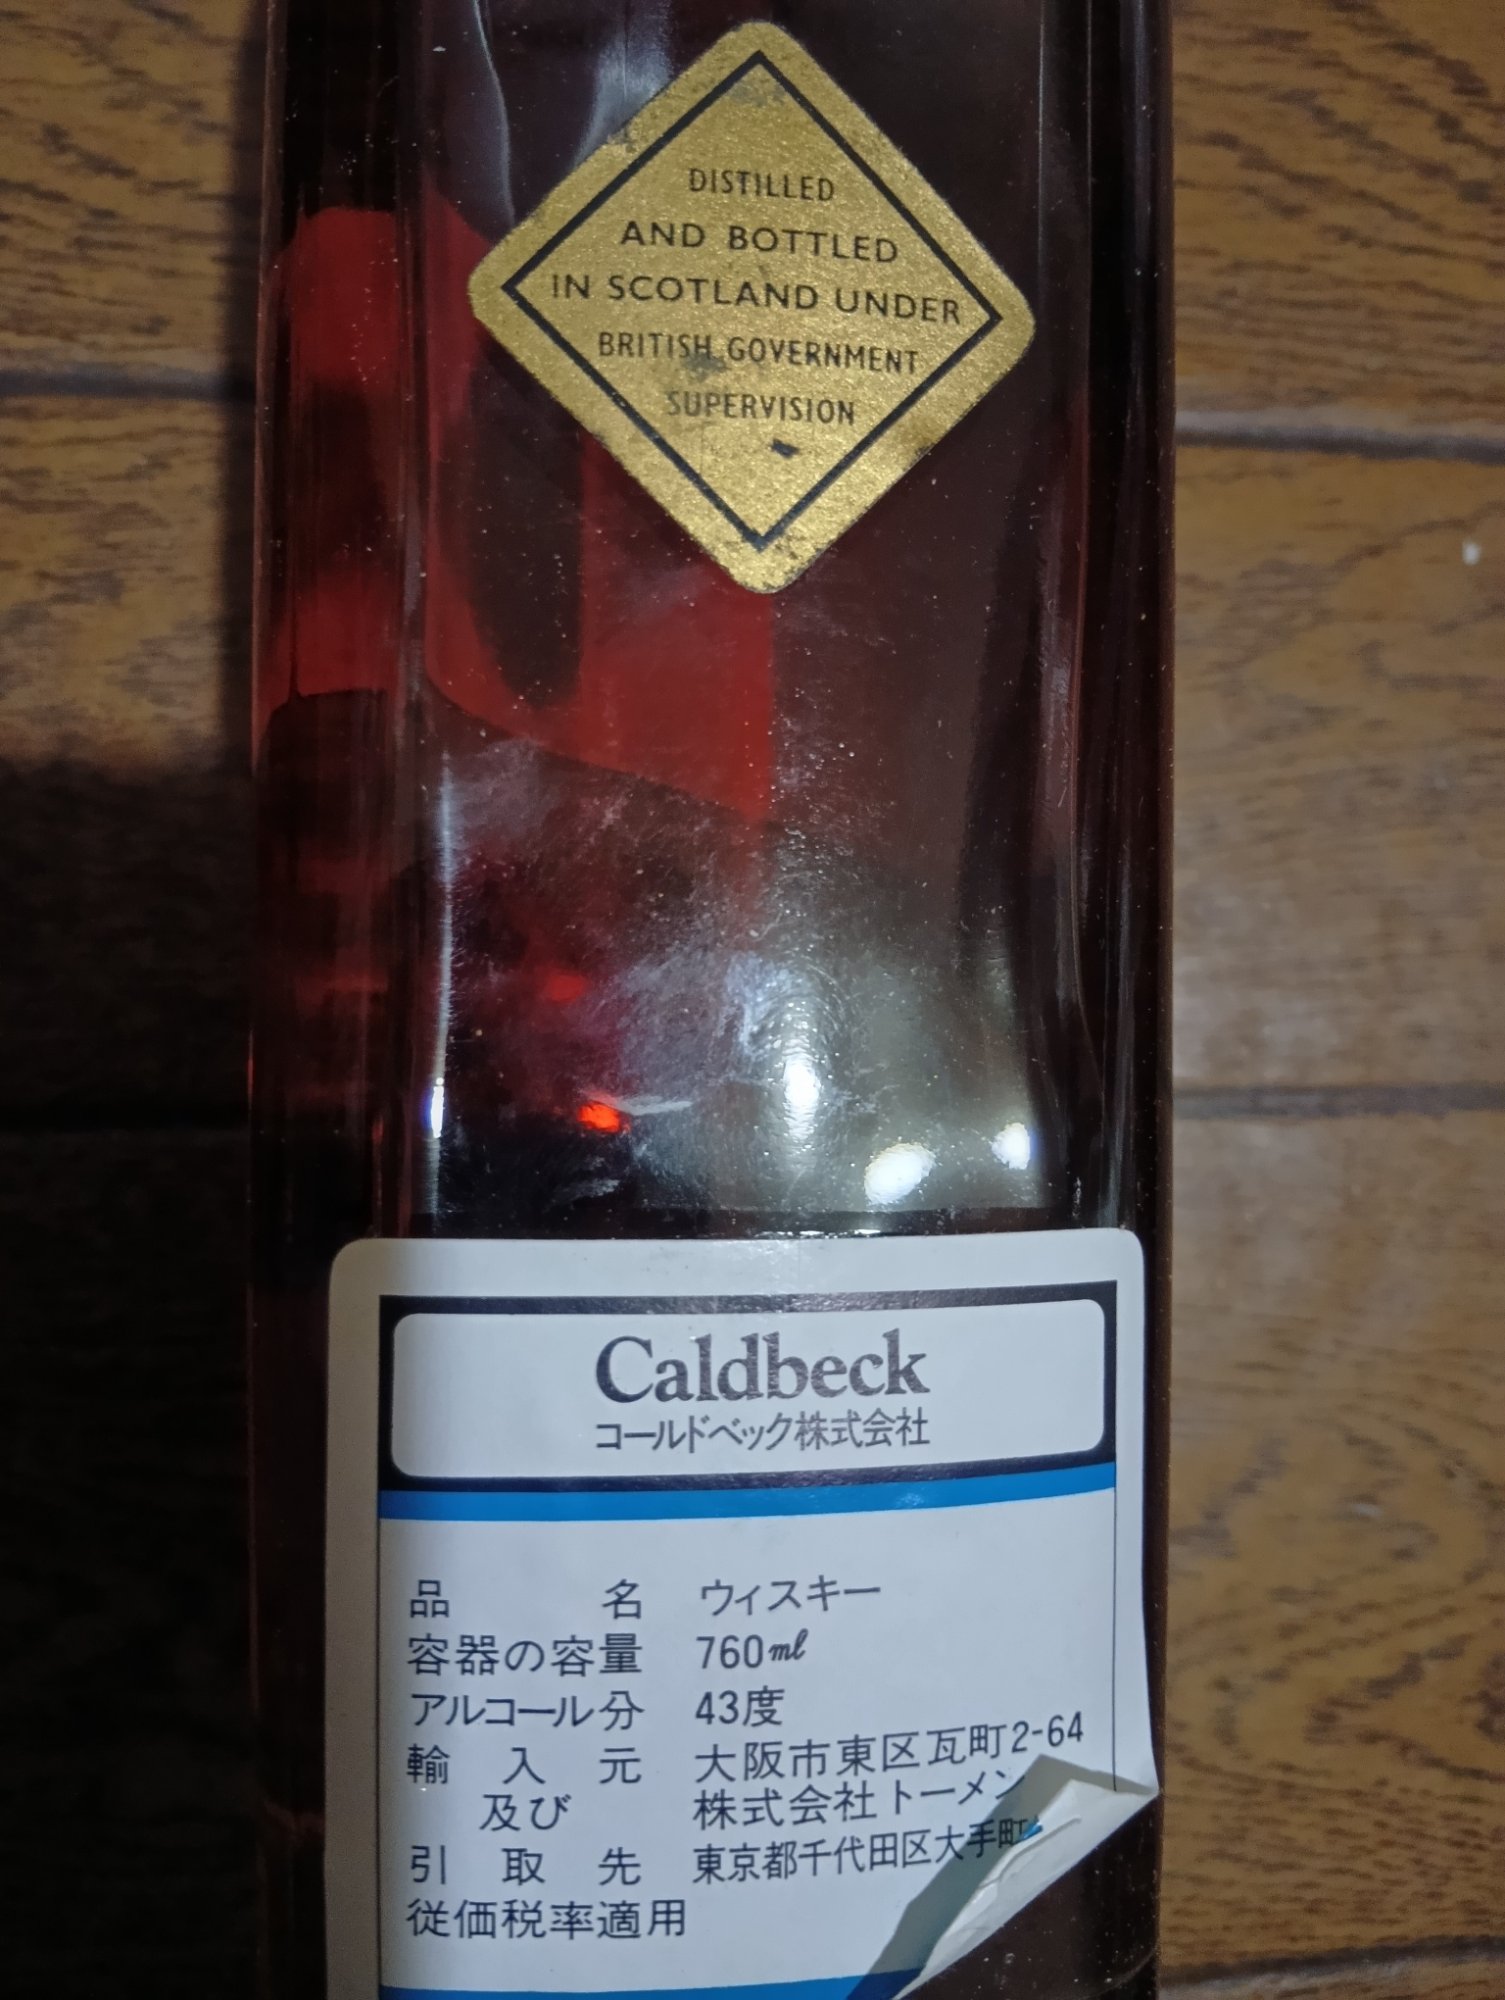 DISTILLED
AND BOTTLED
IN SCOTLAND UNDER
BRITISH GOVERNMENT
SUPERVISION
Caldbeck
コールドベック株式会社
品名 ウィスキー
容器の容量 760ml
アルコール分 43度
輸入元 大阪市東区瓦町2-64
及び 株式会社トーメン
引取先 東京都千代田区大手町
従価税率適用